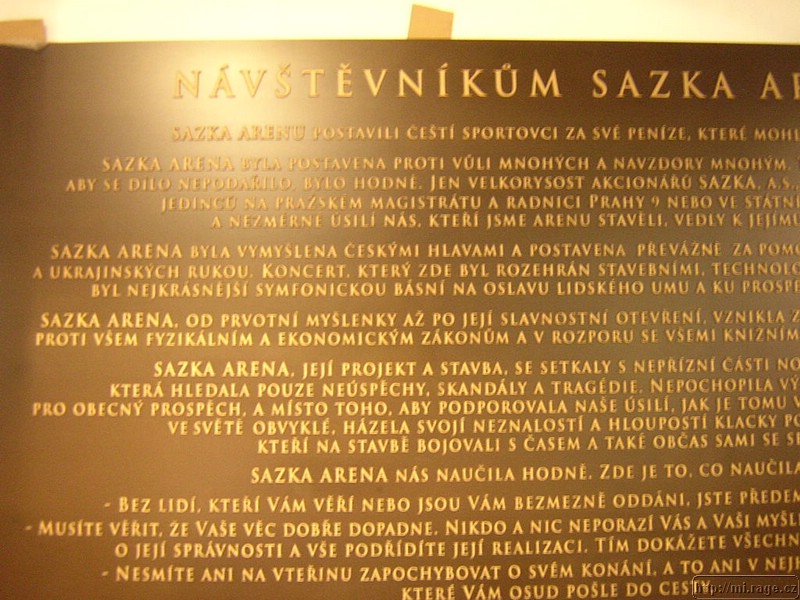 NÁVŠTĚVNÍKŮM SAZKA AR
SAZKA ARENU POSTAVILI ČEŠTÍ SPORTOVCI ZA SVÉ PENÍZE, KTERÉ MOHL
SAZKA ARENA BYLA POSTAVENA PROTI VŮLI MNOHÝCH A NAVZDORY MNOHÝM.
ABY SE DÍLO NEPODAŘILO, BYLO HODNĚ. JEN VELKORYSOST AKCIONÁŘŮ SAZKA, A.S.,
JEDINCŮ NA PRAŽSKÉM MAGISTRÁTU A RADNICI PRAHY 9 NEBO VE STÁTNÍ
A NEZMĚRNÉ ÚSILÍ NÁS, KTEŘÍ JSME ARENU STAVĚLI, VEDLY K JEJÍMU
SAZKA ARENA BYLA VYMYŠLENA ČESKÝMI HLAVAMI A POSTAVENA PŘEVÁŽNĚ ZA POMO
A UKRAJINSKÝCH RUKOU. KONCERT, KTERÝ ZDE BYL ROZEHRÁN STAVEBNÍMI, TECHNOLO
BYL NEJKRÁSNĚJŠÍ SYMFONICKOU BÁSNÍ NA OSLAVU LIDSKÉHO UMU A KU PROSPĚ
SAZKA ARENA, OD PRVOTNÍ MYŠLENKY AŽ PO JEJÍ SLAVNOSTNÍ OTEVŘENÍ, VZNIKLA Z
PROTI VŠEM FYZIKÁLNÍM A EKONOMICKÝM ZÁKONŮM A V ROZPORU SE VŠEMI KNIŽNÍM
SAZKA ARENA, JEJÍ PROJEKT A STAVBA, SE SETKALY S NEPŘÍZNÍ ČÁSTI NO
KTERÁ HLEDALA POUZE NEÚSPĚCHY, SKANDÁLY A TRAGÉDIE. NEPOCHOPILA VÝ
PRO OBECNÝ PROSPĚCH, A MÍSTO TOHO, ABY PODPOROVALA NAŠE ÚSILÍ, JAK JE TOMU V
VE SVĚTĚ OBVYKLÉ, HÁZELA SVOJÍ NEZNALOSTÍ A HLOUPOSTÍ KLACKY PO
KTEŘÍ NA STAVBĚ BOJOVALI S ČASEM A TAKÉ OBČAS SAMI SE SE
SAZKA ARENA NÁS NAUČILA HODNĚ. ZDE JE TO, CO NAUČILA
- BEZ LIDÍ, KTEŘÍ VÁM VĚŘÍ NEBO JSOU VÁM BEZMEZNĚ ODDÁNI, JSTE PŘEDEM
- MUSÍTE VĚŘIT, ŽE VAŠE VĚC DOBŘE DOPADNE. NIKDO A NIC NEPORAZÍ VÁS A VAŠI MYŠL
O JEJÍ SPRÁVNOSTI A VŠE PODŘÍDÍTE JEJÍ REALIZACI. TÍM DOKÁŽETE VŠECHN
- NESMÍTE ANI NA VTEŘINU ZAPOCHYBOVAT O SVÉM KONÁNÍ, A TO ANI V NEJH
KTERÉ VÁM OSUD POŠLE DO CESTY.
http://mi.rage.cz